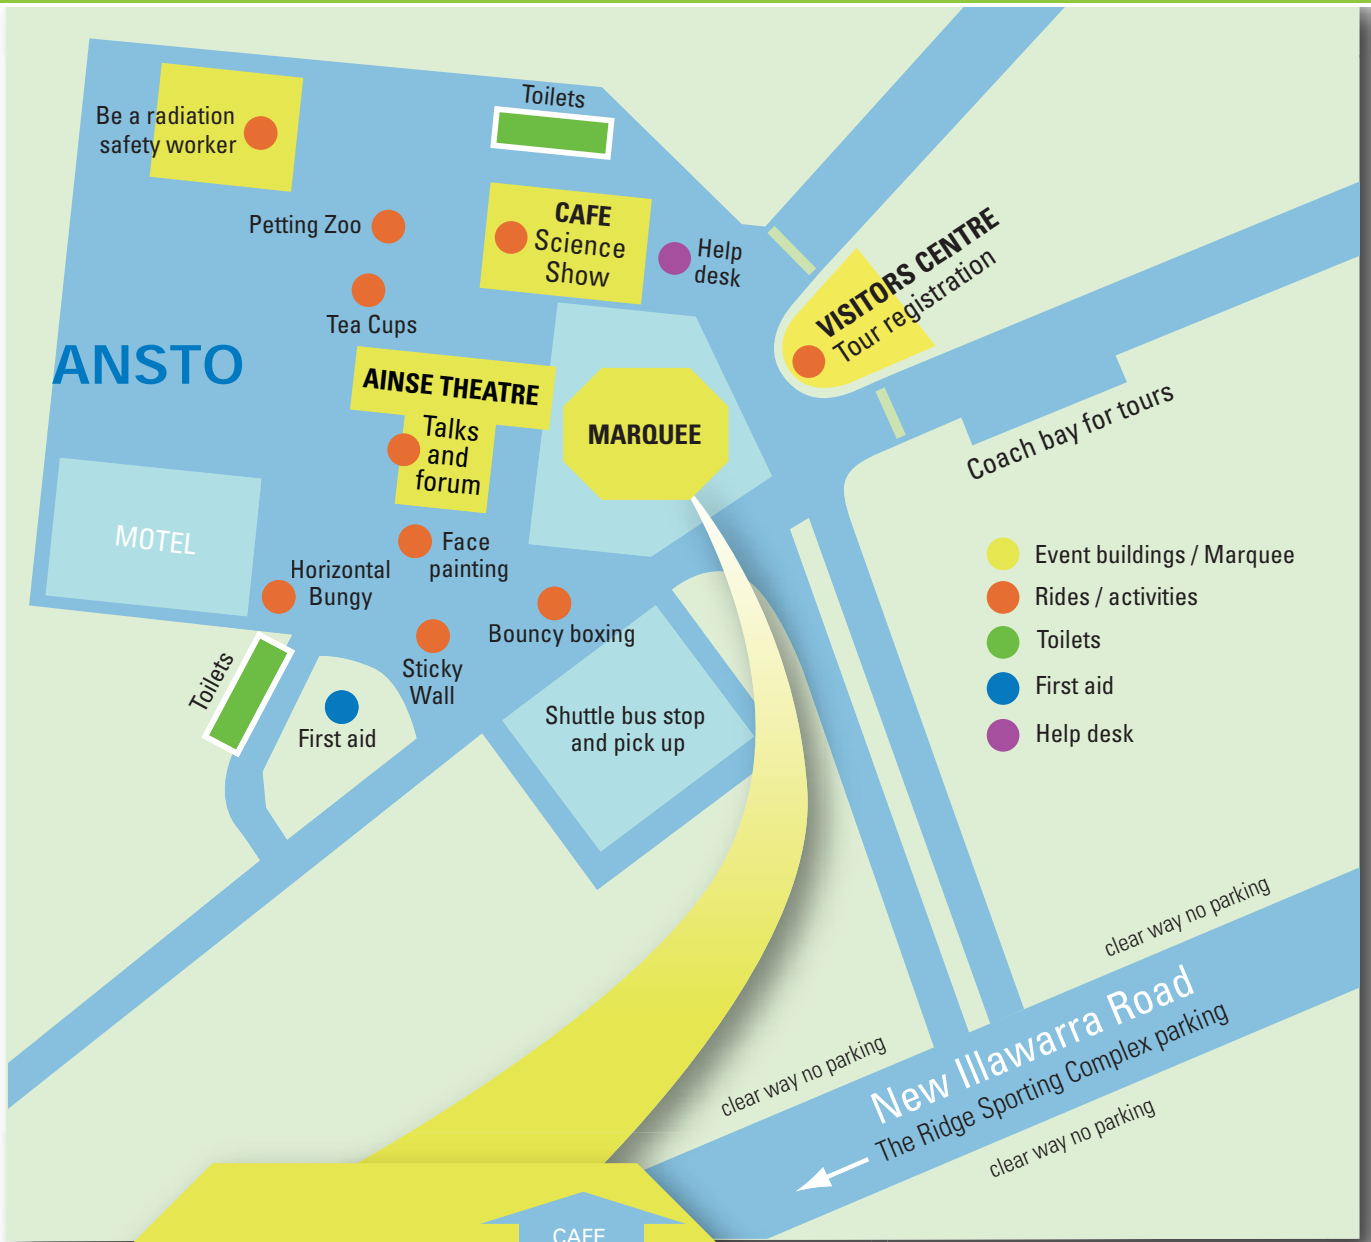 Toilets
Be a radiation
safety worker
Petting Zoo
CAFE
Science
Show
Help
desk
VISITORS CENTRE
Tour registration
Tea Cups
ANSTO
AINSE THEATRE
Talks
and
forum
MARQUEE
Coach bay for tours
MOTEL
Face
painting
Horizontal
Bungy
Bouncy boxing
Sticky
Wall
Toilets
First aid
Shuttle bus stop
and pick up
Event buildings / Marquee
Rides / activities
Toilets
First aid
Help desk
clear way no parking
New Illawarra Road
The Ridge Sporting Complex parking
clear way no parking
clear way no parking
CAFE